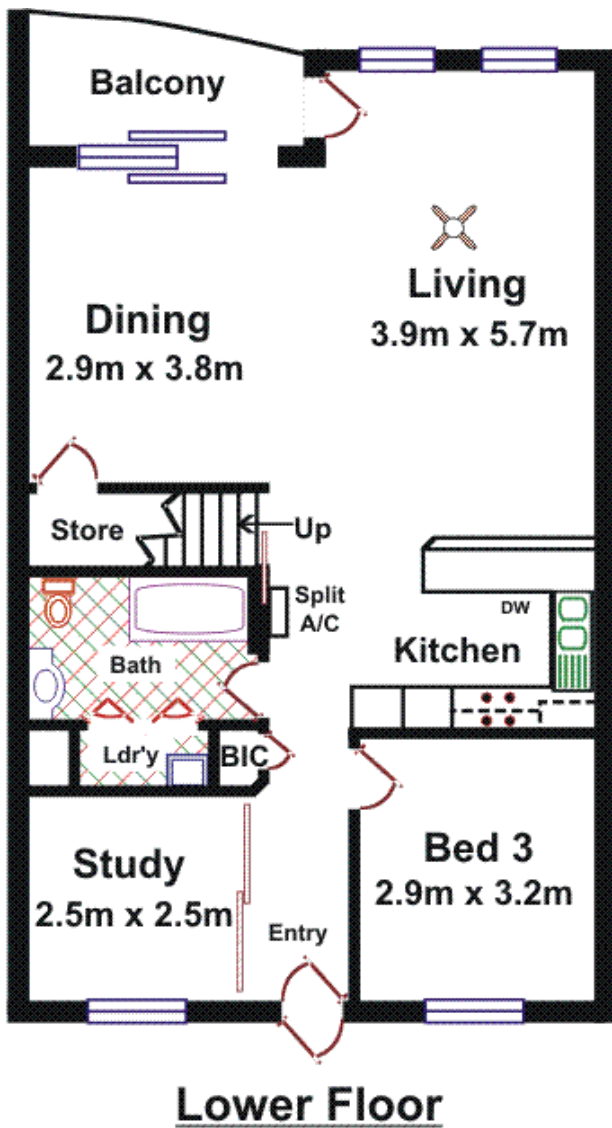 Balcony
Living
3.9m x 5.7m
Dining
2.9m x 3.8m
Store
Up
Split
A/C
DW
Kitchen
Bath
Ldr'y
BIC
Study
2.5m x 2.5m
Bed 3
2.9m x 3.2m
Entry
Lower Floor